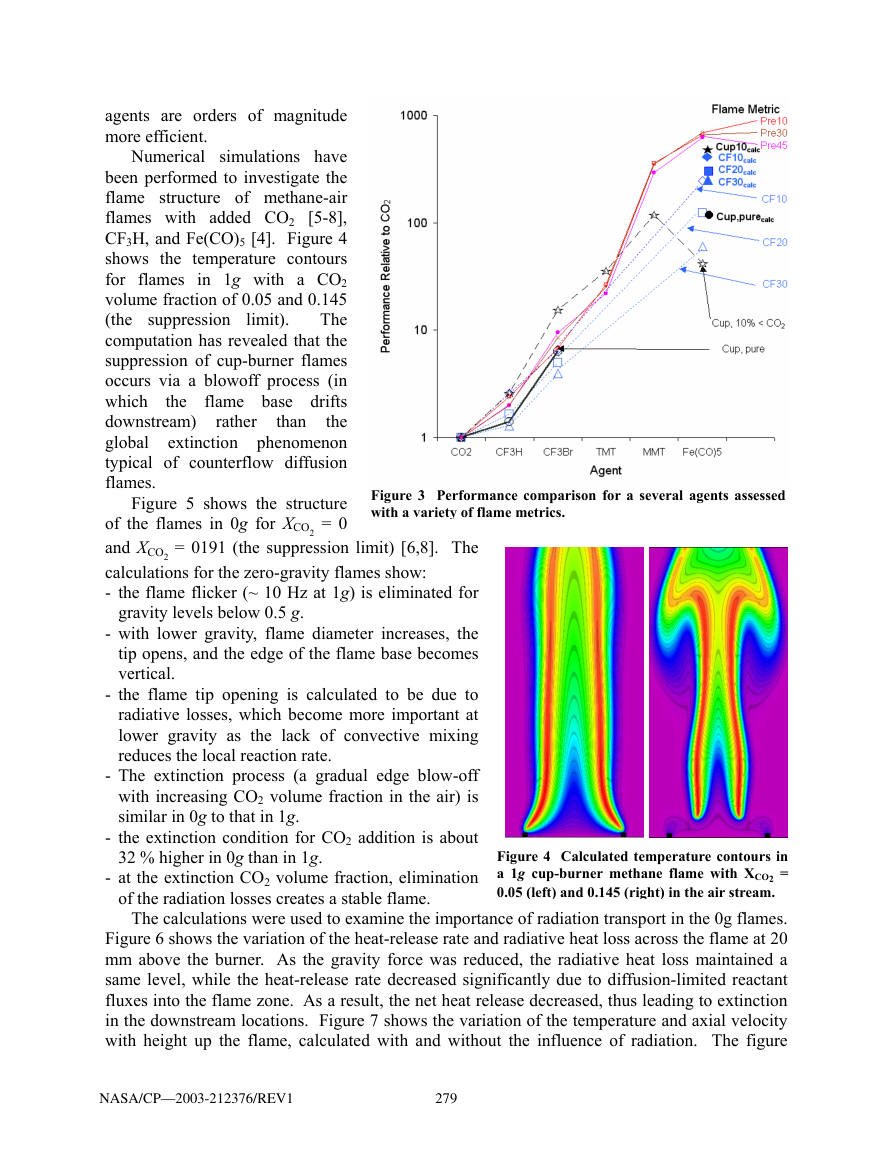 agents are orders of magnitude
more efficient.
Numerical simulations have
been performed to investigate the
flame structure of methane-air
flames with added CO2 [5-8],
CF3H, and Fe(CO)5 [4]. Figure 4
shows the temperature contours
for flames in 1g with a CO2
volume fraction of 0.05 and 0.145
(the suppression limit). The
computation has revealed that the
suppression of cup-burner flames
occurs via a blowoff process (in
which the flame base drifts
downstream) rather than the
global extinction phenomenon
typical of counterflow diffusion
flames.
Figure 5 shows the structure
of the flames in 0g for XCO2 = 0
and XCO2 = 0191 (the suppression limit) [6,8]. The
calculations for the zero-gravity flames show:
- the flame flicker (~ 10 Hz at 1g) is eliminated for
gravity levels below 0.5 g.
- with lower gravity, flame diameter increases, the
tip opens, and the edge of the flame base becomes
vertical.
- the flame tip opening is calculated to be due to
radiative losses, which become more important at
lower gravity as the lack of convective mixing
reduces the local reaction rate.
- The extinction process (a gradual edge blow-off
with increasing CO2 volume fraction in the air) is
similar in 0g to that in 1g.
- the extinction condition for CO2 addition is about
32 % higher in 0g than in 1g.
- at the extinction CO2 volume fraction, elimination
of the radiation losses creates a stable flame.
Performance Relative to CO2
1000
100
10
1
Flame Metric
Pre10
Pre30
Pre45
Cup10calc
CF10calc
CF20calc
CF30calc
CF10
Cup,purecalc
CF20
CF30
Cup, 10% < CO2
Cup, pure
CO2 CF3H CF3Br TMT MMT Fe(CO)5
Agent
Figure 3 Performance comparison for a several agents assessed
with a variety of flame metrics.
Figure 4 Calculated temperature contours in
a 1g cup-burner methane flame with XCO2 =
0.05 (left) and 0.145 (right) in the air stream.
The calculations were used to examine the importance of radiation transport in the 0g flames.
Figure 6 shows the variation of the heat-release rate and radiative heat loss across the flame at 20
mm above the burner. As the gravity force was reduced, the radiative heat loss maintained a
same level, while the heat-release rate decreased significantly due to diffusion-limited reactant
fluxes into the flame zone. As a result, the net heat release decreased, thus leading to extinction
in the downstream locations. Figure 7 shows the variation of the temperature and axial velocity
with height up the flame, calculated with and without the influence of radiation. The figure
NASA/CP—2003-212376/REV1 279